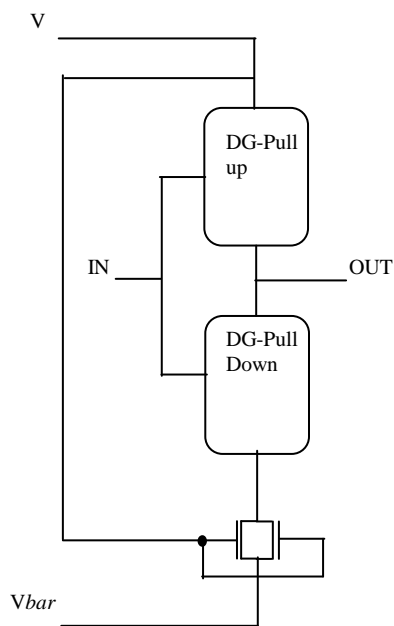 V
DG-Pull
up
IN
OUT
DG-Pull
Down
Vbar